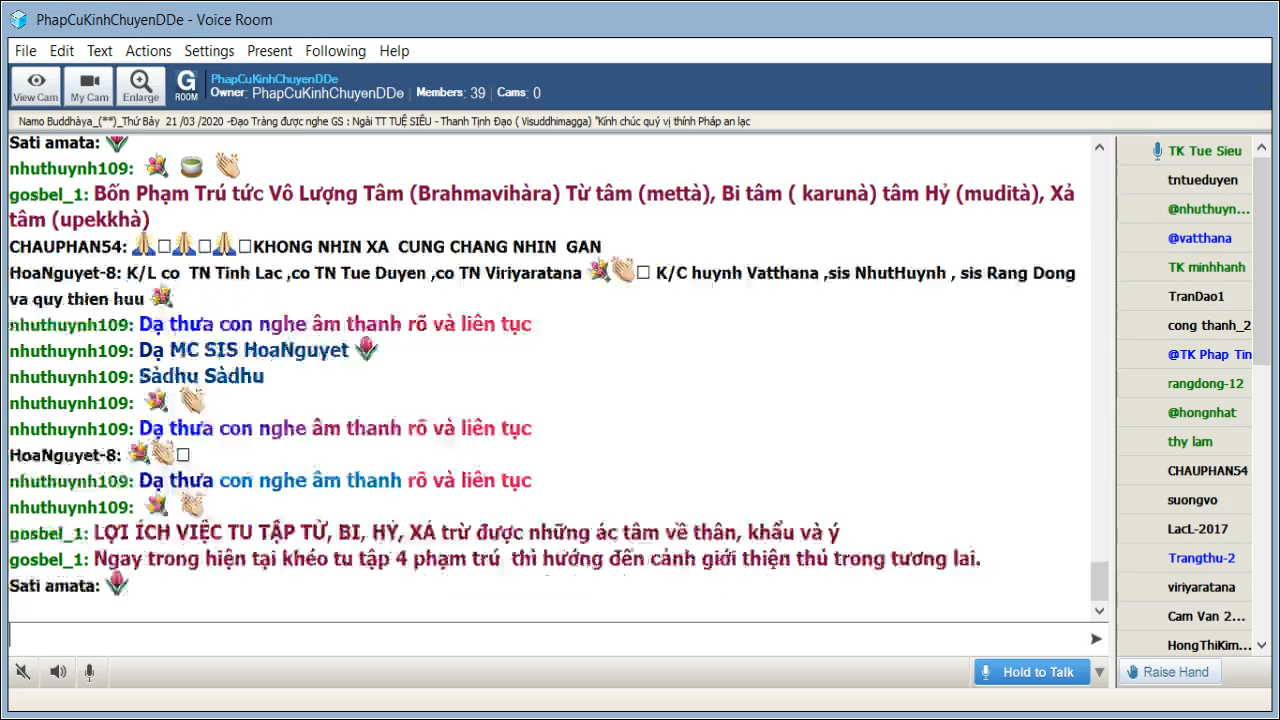 PhapCuKinhChuyenDDe - Voice Room
File Edit Text Actions Settings Present Following Help
View Cam My Cam Enlarge G ROOM
PhapCuKinhChuyenDDe
Owner: PhapCuKinhChuyenDDe Members: 39 Cams: 0
Namo Buddhàya_(**)_Thứ Bảy 21 /03 /2020 -Đạo Tràng được nghe GS : Ngài TT TUỆ SIÊU - Thanh Tịnh Đạo ( Visuddhimagga) "Kính chúc quý vị thính Pháp an lạc
Sati amata:
nhuthuynh109:
gosbel_1: Bốn Phạm Trú tức Vô Lượng Tâm (Brahmavihàra) Từ tâm (mettà), Bi tâm ( karunà) tâm Hỷ (mudità), Xả
tâm (upekkhà)
CHAUPHAN54: KHONG NHIN XA CUNG CHANG NHIN GAN
HoaNguyet-8: K/L co TN Tinh Lac ,co TN Tue Duyen ,co TN Viriyaratana K/C huynh Vatthana ,sis NhutHuynh , sis Rang Dong
va quy thien huu
nhuthuynh109: Dạ thưa con nghe âm thanh rõ và liên tục
nhuthuynh109: Dạ MC SIS HoaNguyet
nhuthuynh109: Sàdhu Sàdhu
nhuthuynh109:
nhuthuynh109: Dạ thưa con nghe âm thanh rõ và liên tục
HoaNguyet-8:
nhuthuynh109: Dạ thưa con nghe âm thanh rõ và liên tục
nhuthuynh109:
gosbel_1: LỢI ÍCH VIỆC TU TẬP TỪ, BI, HỶ, XẢ trừ được những ác tâm về thân, khẩu và ý
gosbel_1: Ngay trong hiện tại khéo tu tập 4 phạm trú thì hướng đến cảnh giới thiện thú trong tương lai.
Sati amata:
TK Tue Sieu
tntueduyen
@nhuthuyn...
@vatthana
TK minhhanh
TranDao1
cong thanh_2
@TK Phap Tin
rangdong-12
@hongnhat
thy lam
CHAUPHAN54
suongvo
LacL-2017
Trangthu-2
viriyaratana
Cam Van 2...
HongThiKim...
Hold to Talk
Raise Hand